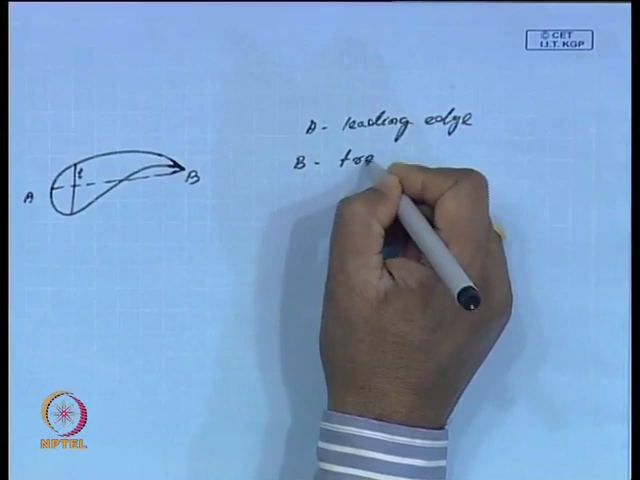 © CET
I.I.T. KGP
A - leading edge
B - tra
t
A
B
NPTEL